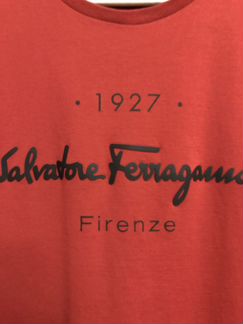 · 1927 ·
Salvatore Ferragamo
Firenze